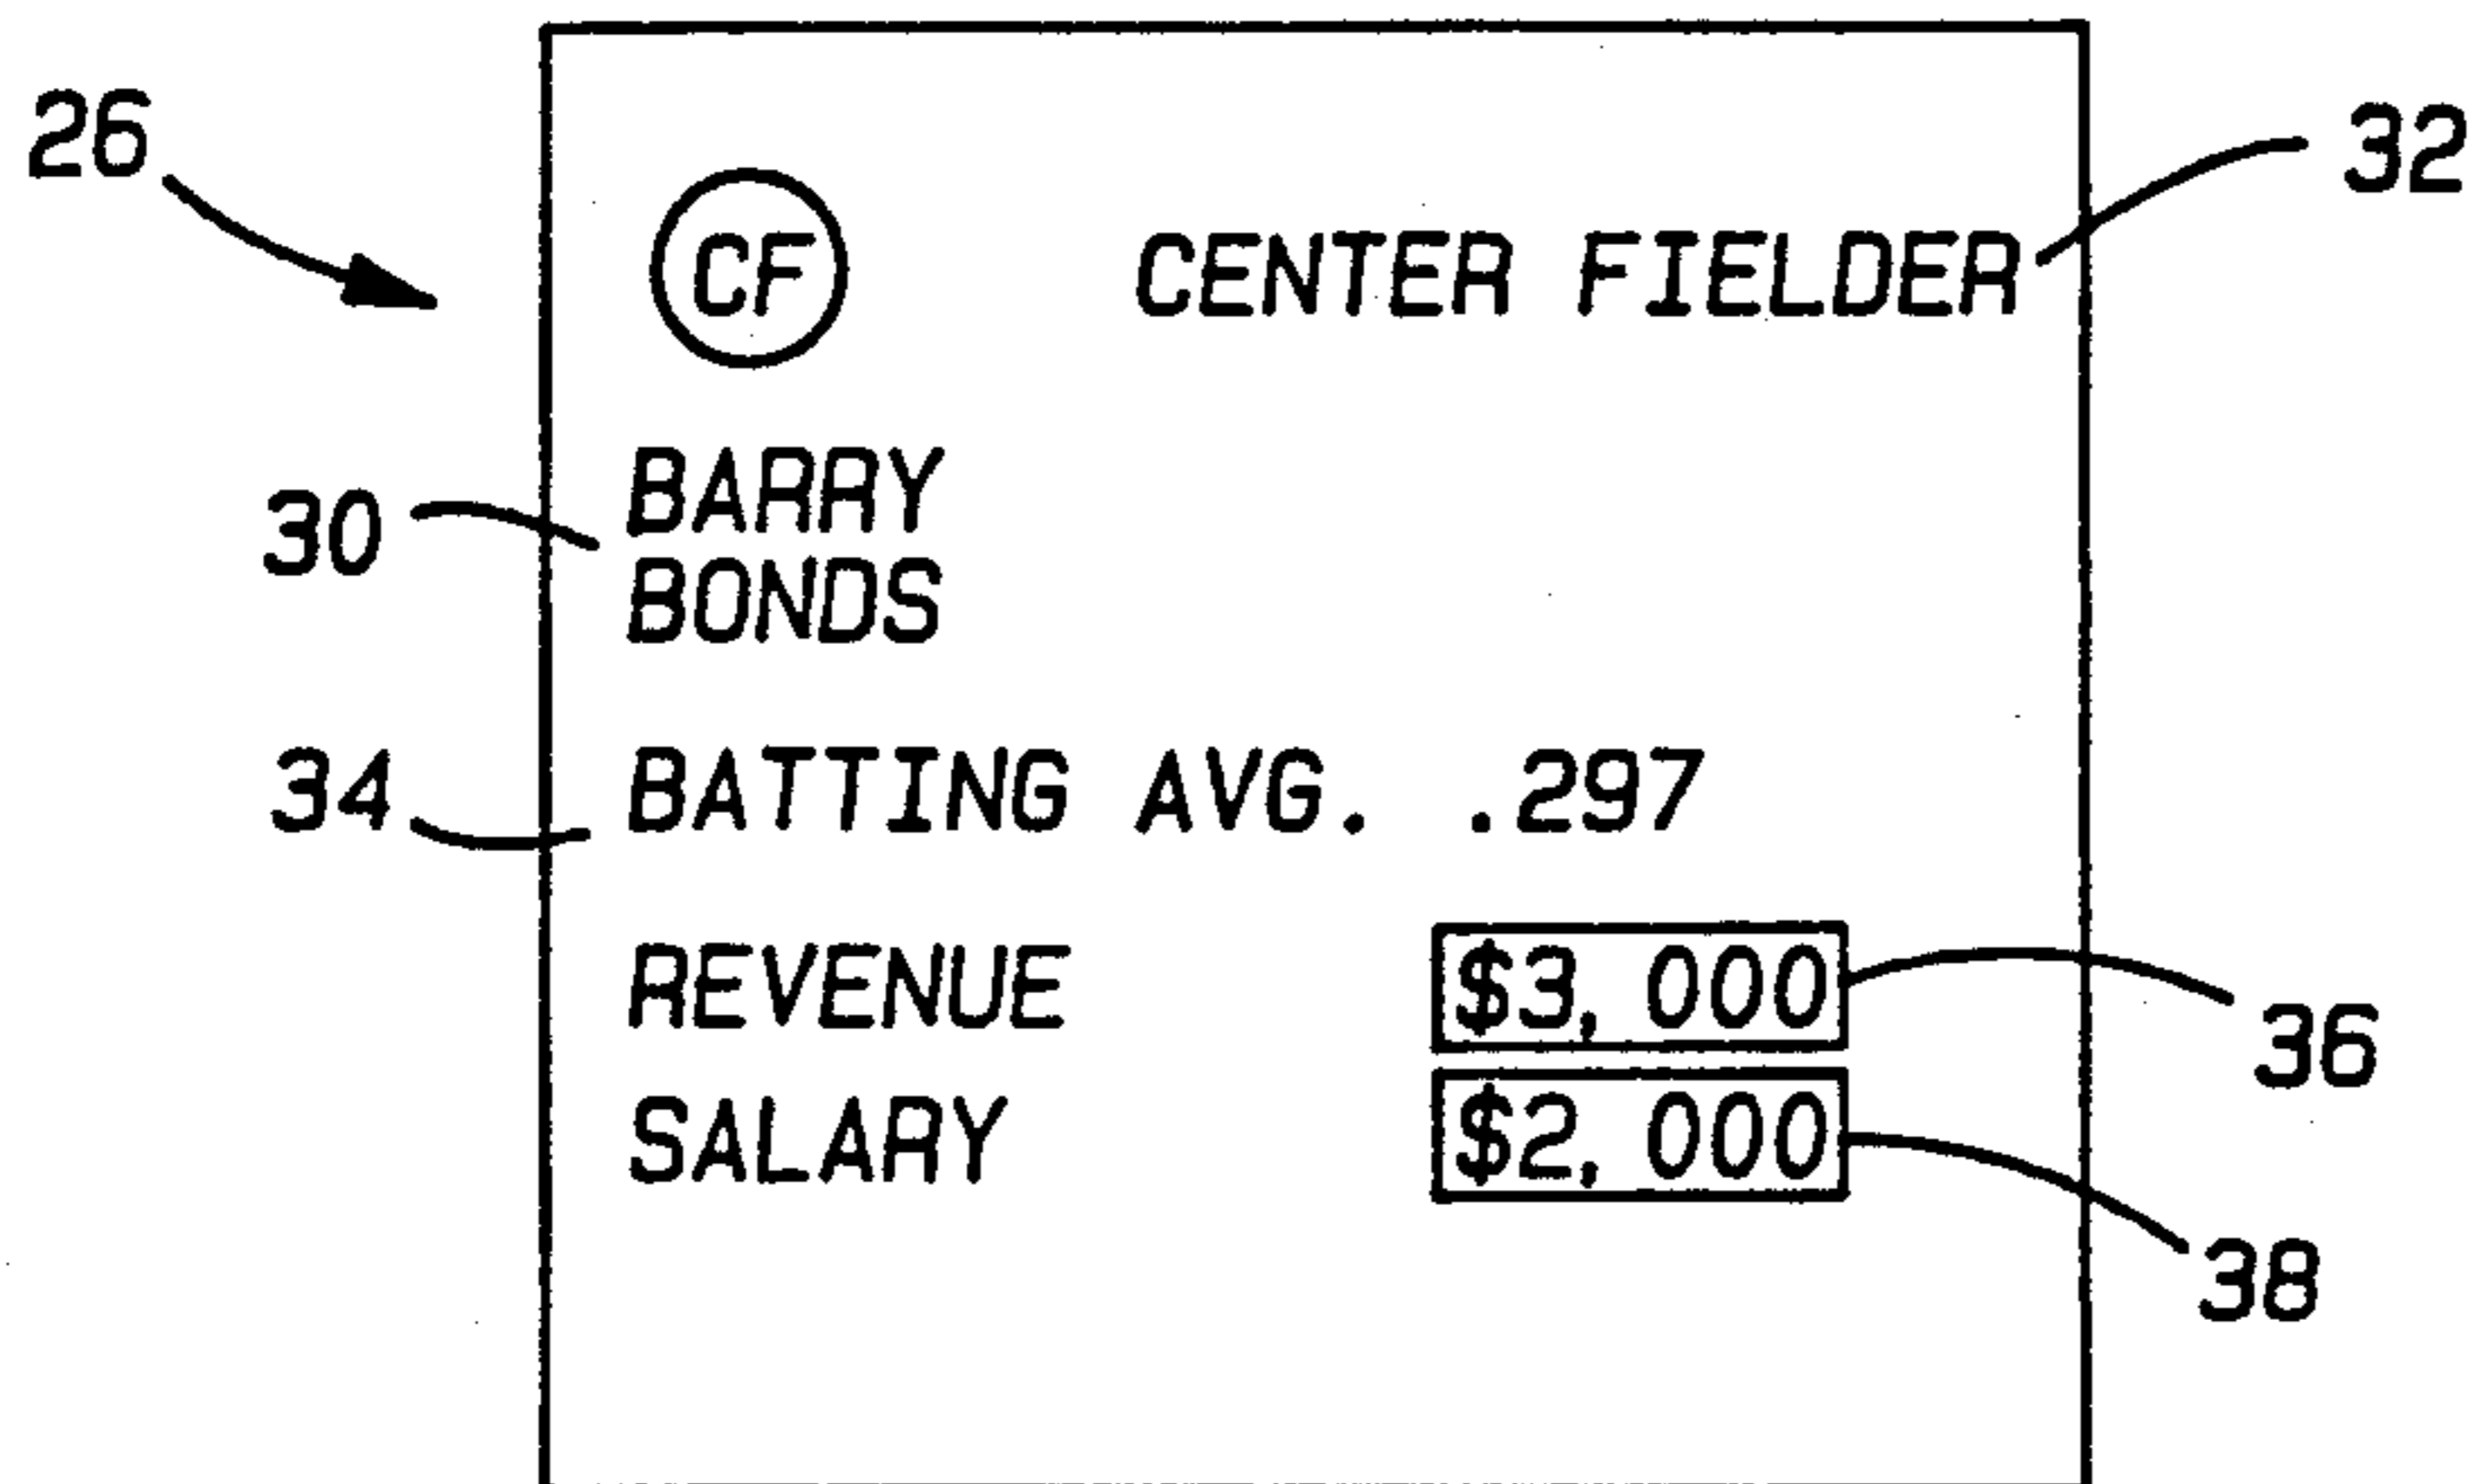 26
32
CF CENTER FIELDER
30
BARRY
BONDS
34
BATTING AVG. .297
REVENUE $3,000
36
SALARY $2,000
38